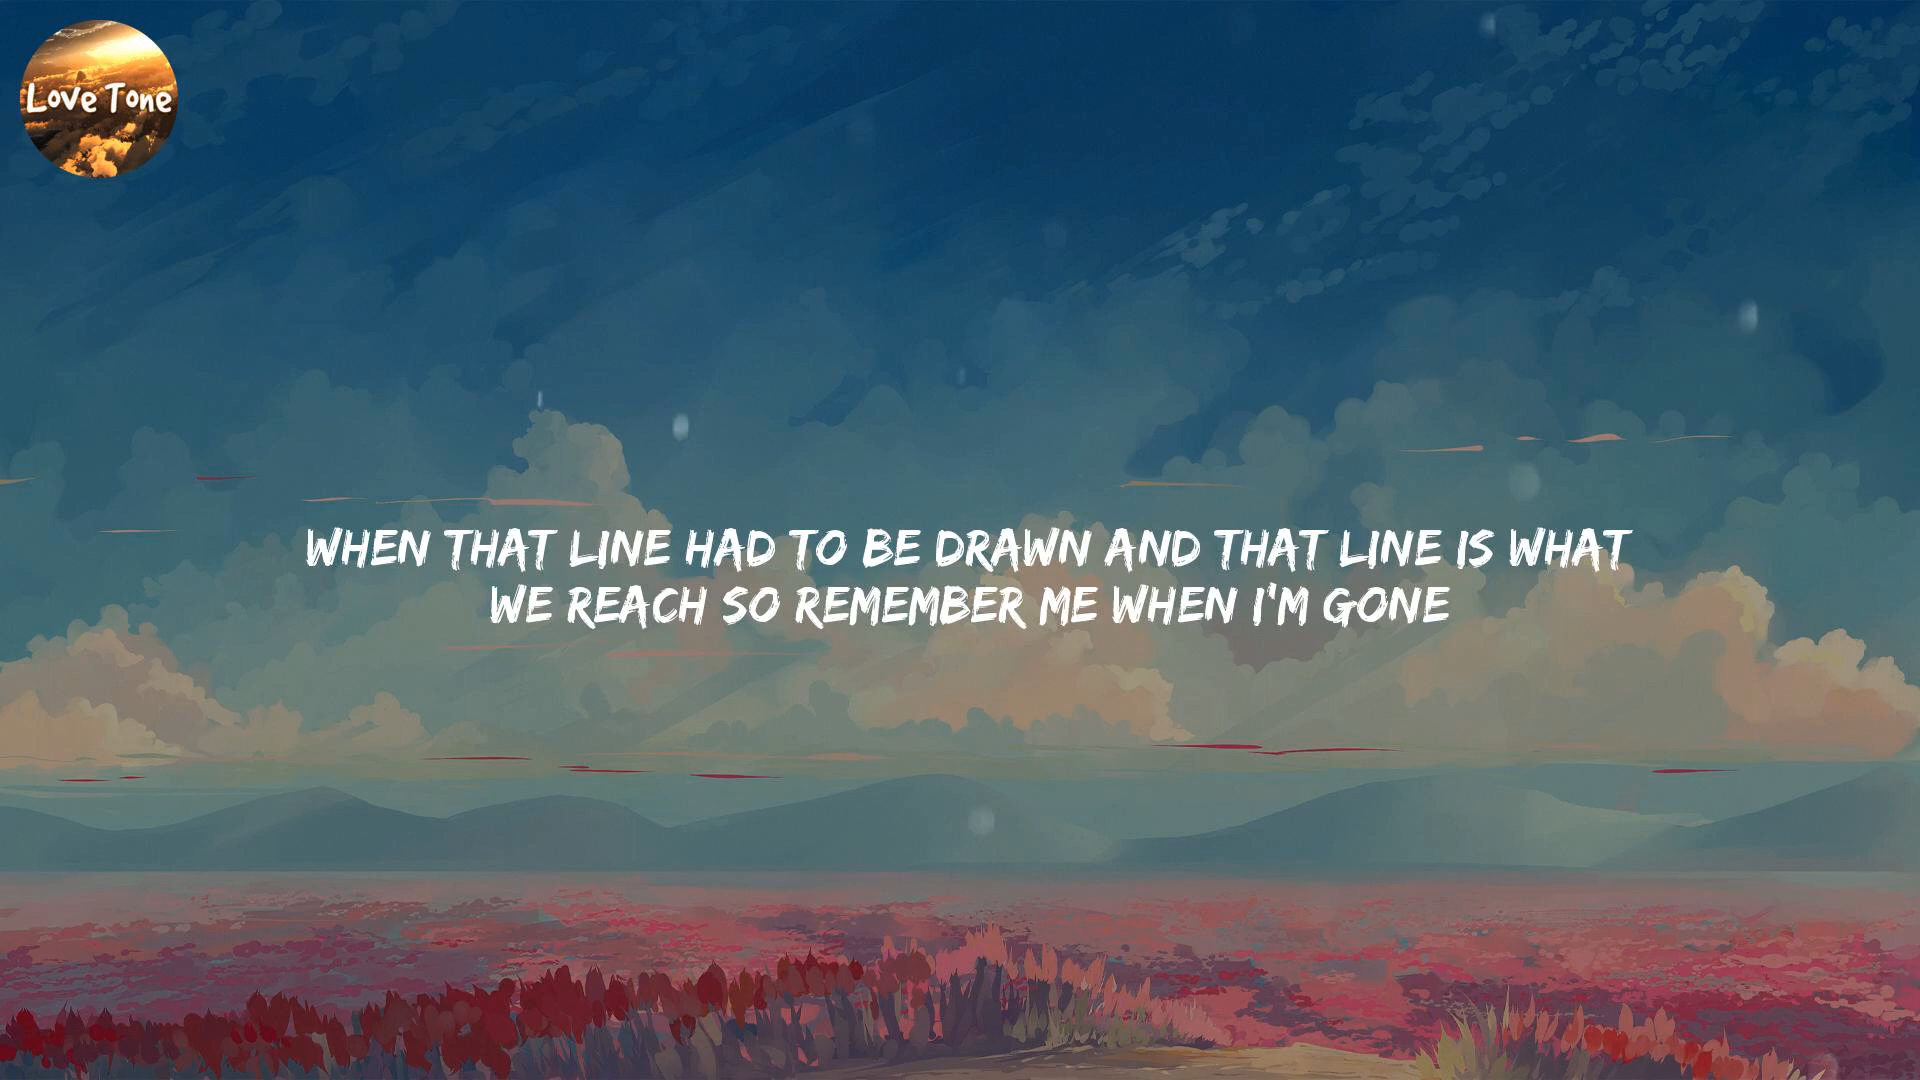 Love Tone
WHEN THAT LINE HAD TO BE DRAWN AND THAT LINE IS WHAT
WE REACH SO REMEMBER ME WHEN I'M GONE